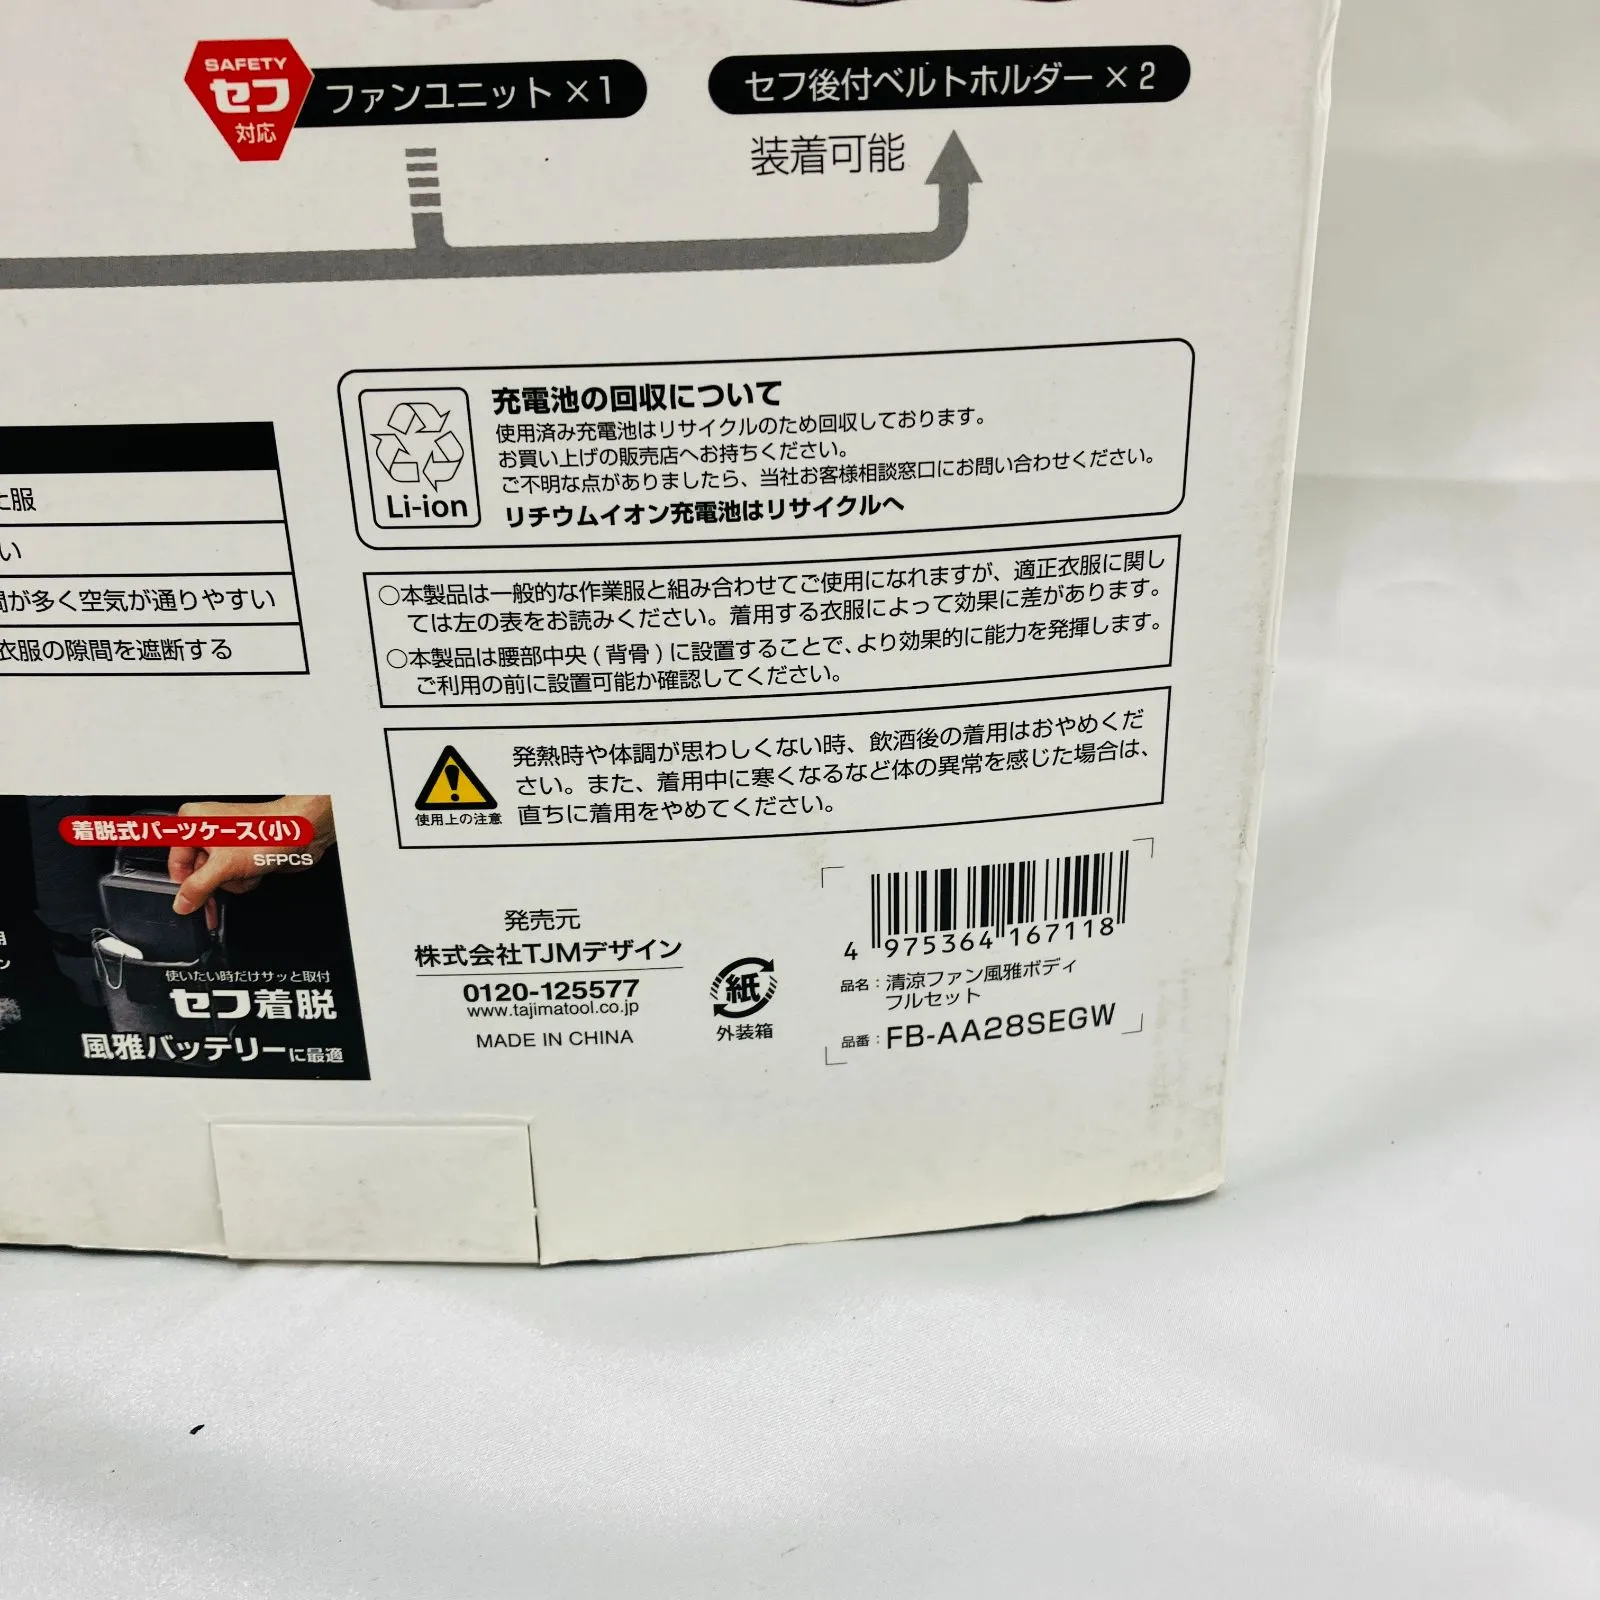 SAFETY
セフ
対応
ファンユニット×1
セフ後付ベルトホルダー×2
装着可能
Li-ion
充電池の回収について
使用済み充電池はリサイクルのため回収しております。
お買い上げの販売店へお持ちください。
ご不明な点がありましたら、当社お客様相談窓口にお問い合わせください。
リチウムイオン充電池はリサイクルへ
た服
い
間が多く空気が通りやすい
衣服の隙間を遮断する
○本製品は一般的な作業服と組み合わせてご使用になれますが、適正衣服に関し
ては左の表をお読みください。着用する衣服によって効果に差があります。
○本製品は腰部中央(背骨)に設置することで、より効果的に能力を発揮します。
ご利用の前に設置可能か確認してください。
使用上の注意
発熱時や体調が思わしくない時、飲酒後の着用はおやめくだ
さい。また、着用中に寒くなるなど体の異常を感じた場合は、
直ちに着用をやめてください。
着脱式パーツケース(小)
SFPCS
用
ン
使いたい時だけサッと取付
セフ着脱
風雅バッテリーに最適
発売元
株式会社TJMデザイン
0120-125577
www.tajimatool.co.jp
MADE IN CHINA
紙
外装箱
4 975364 167118
品名：清涼ファン風雅ボディ
フルセット
品番：FB-AA28SEGW